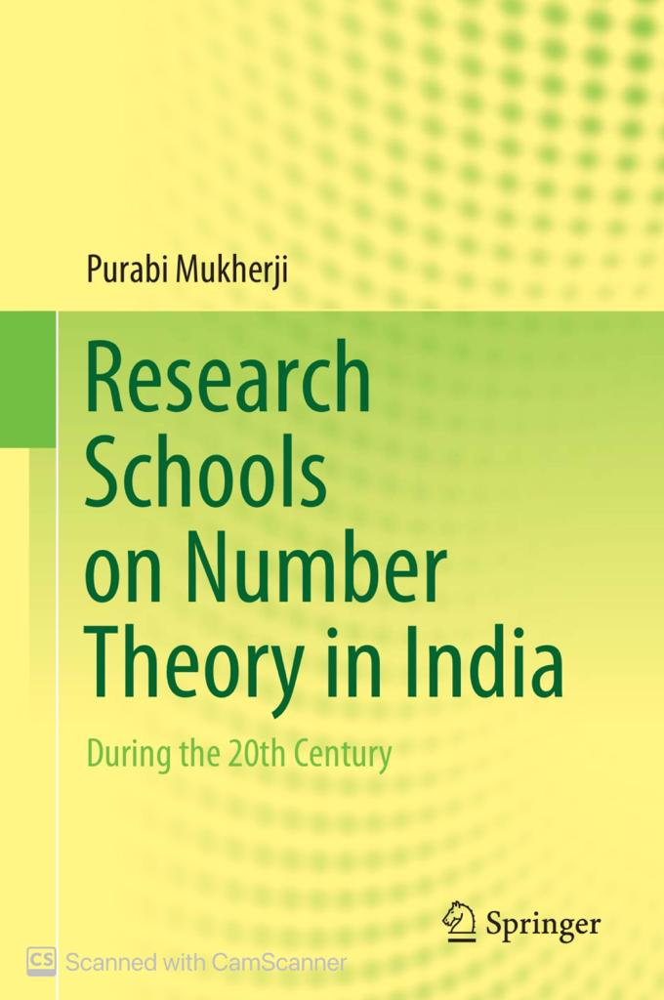 Purabi Mukherji
Research
Schools
on Number
Theory in India
During the 20th Century
Springer
CS Scanned with CamScanner